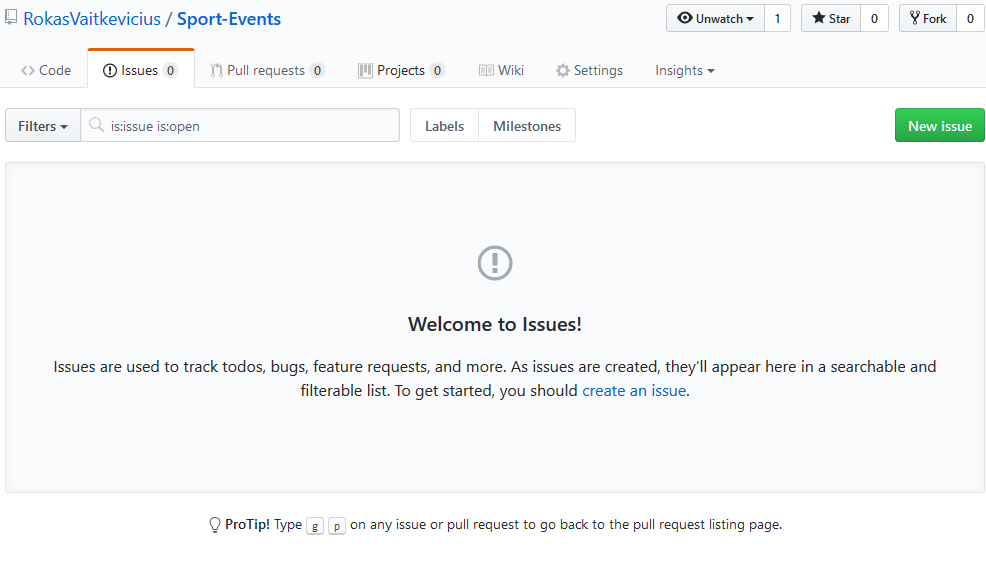 RokasVaitkevicius / Sport-Events
Unwatch 1 Star 0 Fork 0
<> Code Issues 0 Pull requests 0 Projects 0 Wiki Settings Insights
Filters is:issue is:open Labels Milestones New issue
Welcome to Issues!
Issues are used to track todos, bugs, feature requests, and more. As issues are created, they’ll appear here in a searchable and
filterable list. To get started, you should create an issue.
ProTip! Type g p on any issue or pull request to go back to the pull request listing page.